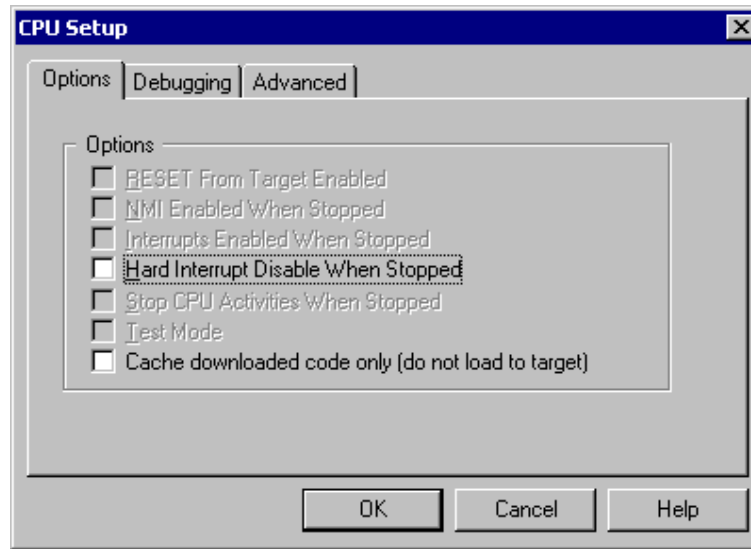 CPU Setup
Options Debugging Advanced
Options
RESET From Target Enabled
NMI Enabled When Stopped
Interrupts Enabled When Stopped
Hard Interrupt Disable When Stopped
Stop CPU Activities When Stopped
Test Mode
Cache downloaded code only (do not load to target)
OK Cancel Help